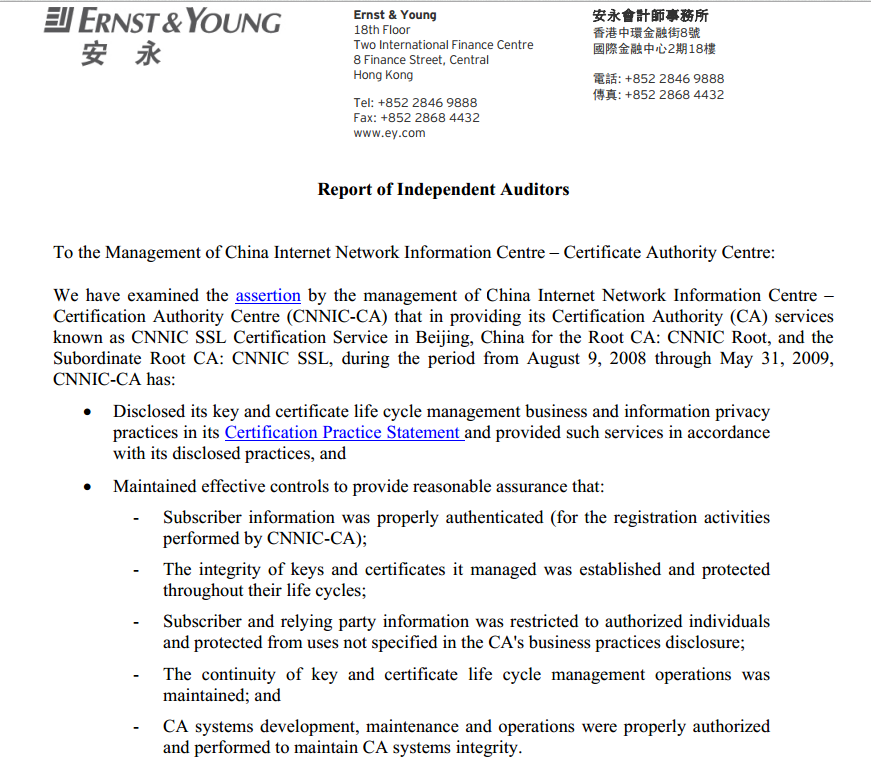 ERNST & YOUNG
安 永
Ernst & Young
18th Floor
Two International Finance Centre
8 Finance Street, Central
Hong Kong
Tel: +852 2846 9888
Fax: +852 2868 4432
www.ey.com
安永會計師事務所
香港中環金融街8號
國際金融中心2期18樓
電話: +852 2846 9888
傳真: +852 2868 4432
Report of Independent Auditors
To the Management of China Internet Network Information Centre – Certificate Authority Centre:
We have examined the assertion by the management of China Internet Network Information Centre –
Certification Authority Centre (CNNIC-CA) that in providing its Certification Authority (CA) services
known as CNNIC SSL Certification Service in Beijing, China for the Root CA: CNNIC Root, and the
Subordinate Root CA: CNNIC SSL, during the period from August 9, 2008 through May 31, 2009,
CNNIC-CA has:
• Disclosed its key and certificate life cycle management business and information privacy
practices in its Certification Practice Statement and provided such services in accordance
with its disclosed practices, and
• Maintained effective controls to provide reasonable assurance that:
- Subscriber information was properly authenticated (for the registration activities
performed by CNNIC-CA);
- The integrity of keys and certificates it managed was established and protected
throughout their life cycles;
- Subscriber and relying party information was restricted to authorized individuals
and protected from uses not specified in the CA's business practices disclosure;
- The continuity of key and certificate life cycle management operations was
maintained; and
- CA systems development, maintenance and operations were properly authorized
and performed to maintain CA systems integrity.